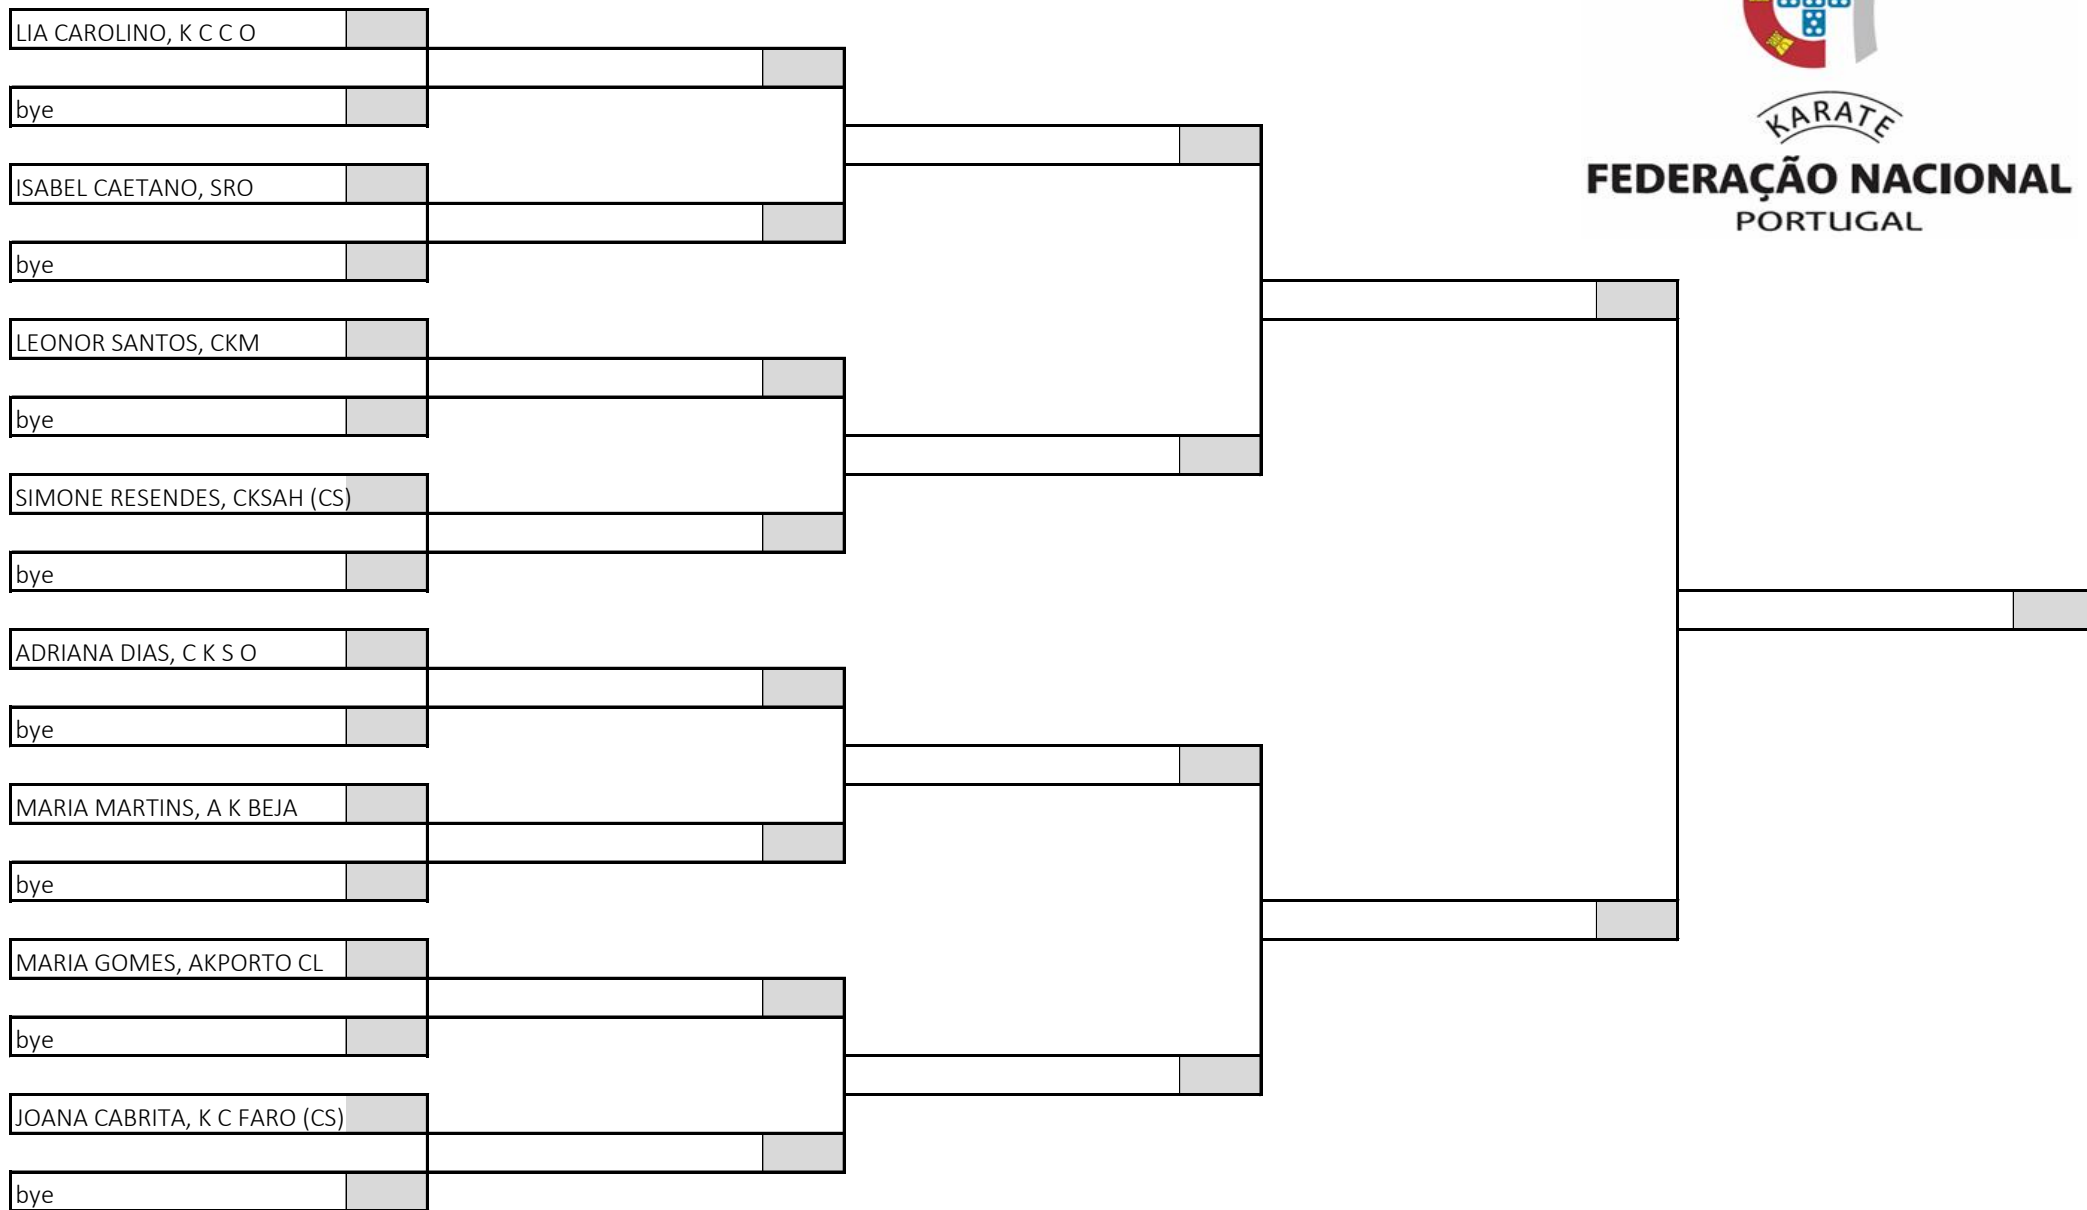 LIA CAROLINO, K C C O
bye
ISABEL CAETANO, SRO
bye
LEONOR SANTOS, CKM
bye
SIMONE RESENDES, CKSAH (CS)
bye
ADRIANA DIAS, C K S O
bye
MARIA MARTINS, A K BEJA
bye
MARIA GOMES, AKPORTO CL
bye
JOANA CABRITA, K C FARO (CS)
bye
KARATE
FEDERAÇÃO NACIONAL
PORTUGAL